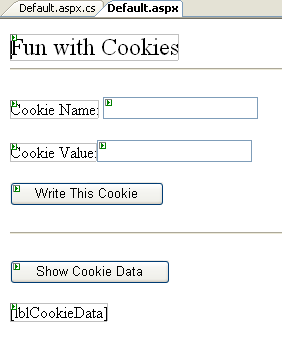 Default.aspx.cs Default.aspx
Fun with Cookies
Cookie Name:
Cookie Value:
Write This Cookie
Show Cookie Data
[lblCookieData]